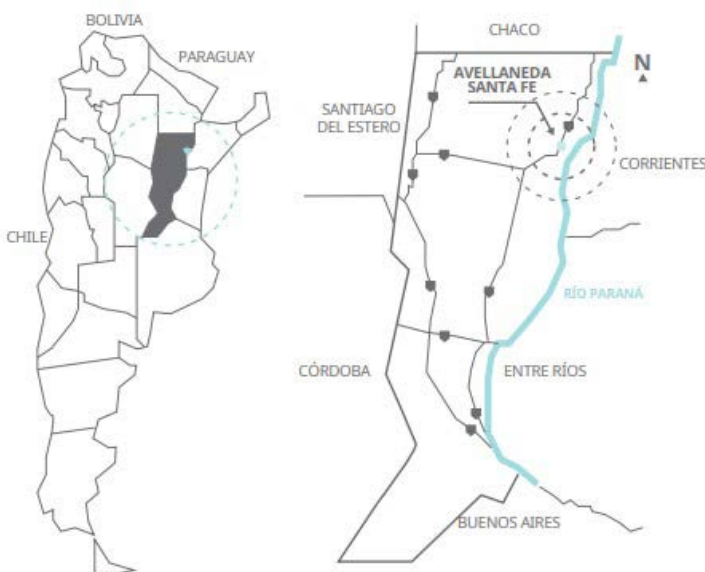 BOLIVIA
PARAGUAY
CHILE
CHACO
N
AVELLANEDA
SANTA FE
SANTIAGO
DEL ESTERO
CORRIENTES
RÍO PARANÁ
CÓRDOBA
ENTRE RÍOS
BUENOS AIRES